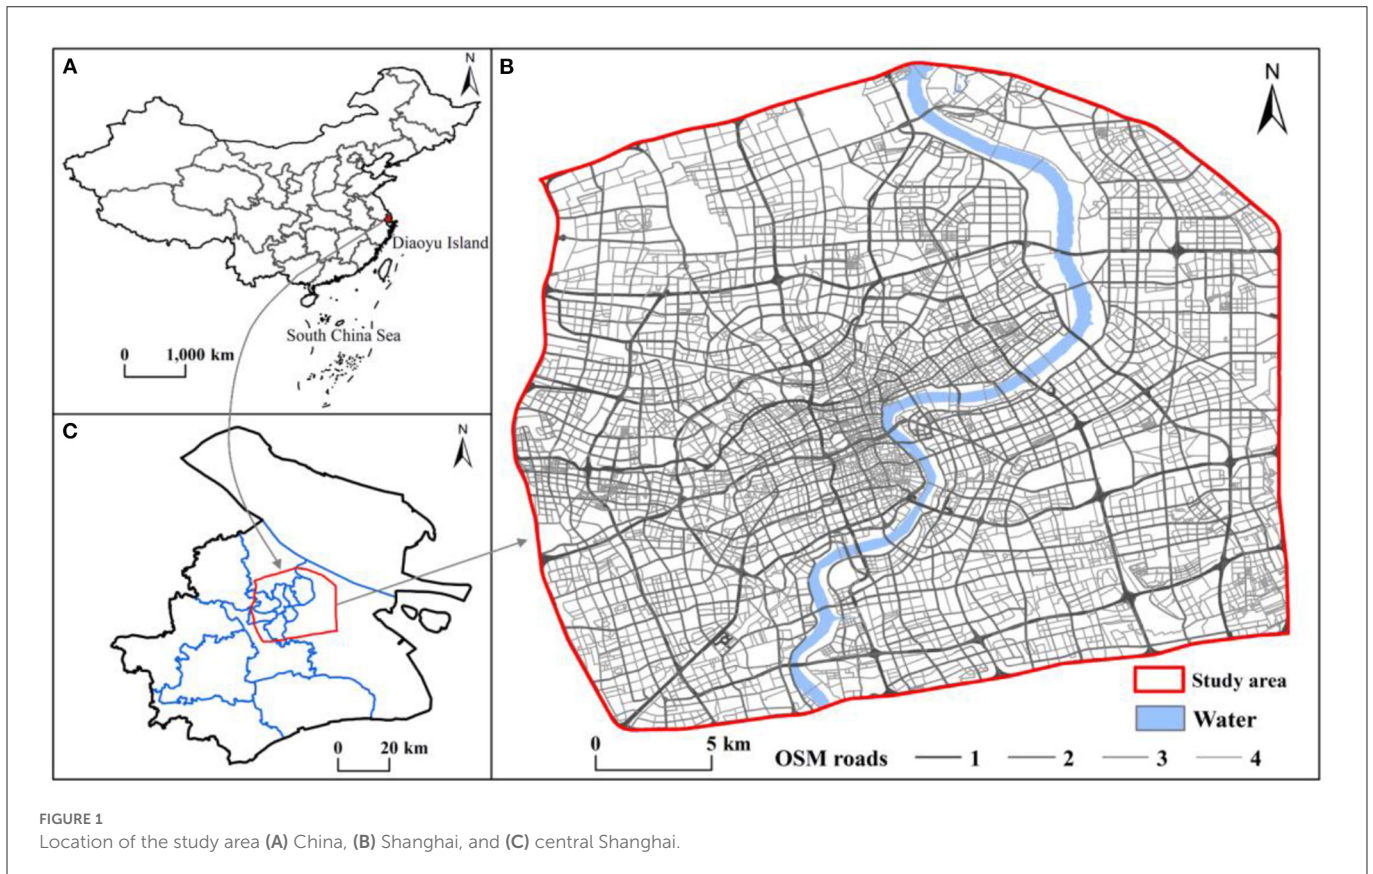 A
N
Diaoyu Island
South China Sea
0 1,000 km
B
N
Study area
Water
0 5 km
OSM roads 1 2 3 4
C
N
0 20 km
FIGURE 1
Location of the study area (A) China, (B) Shanghai, and (C) central Shanghai.